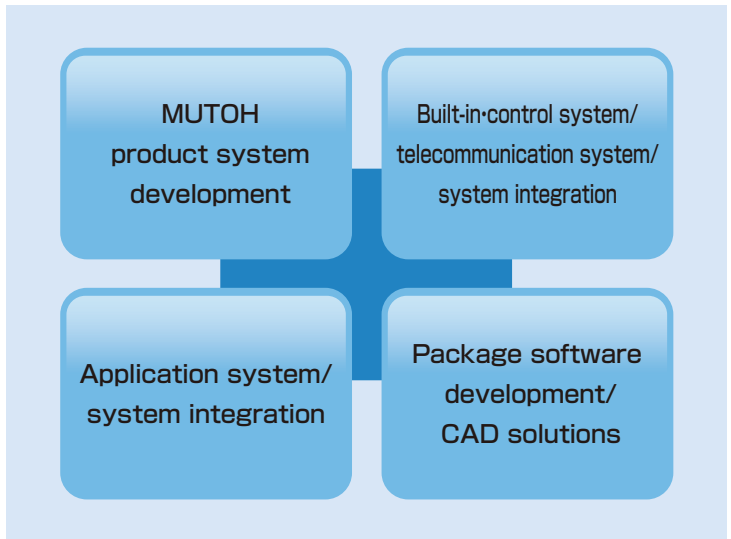 MUTOH
product system
development
Built-in・control system/
telecommunication system/
system integration
Application system/
system integration
Package software
development/
CAD solutions